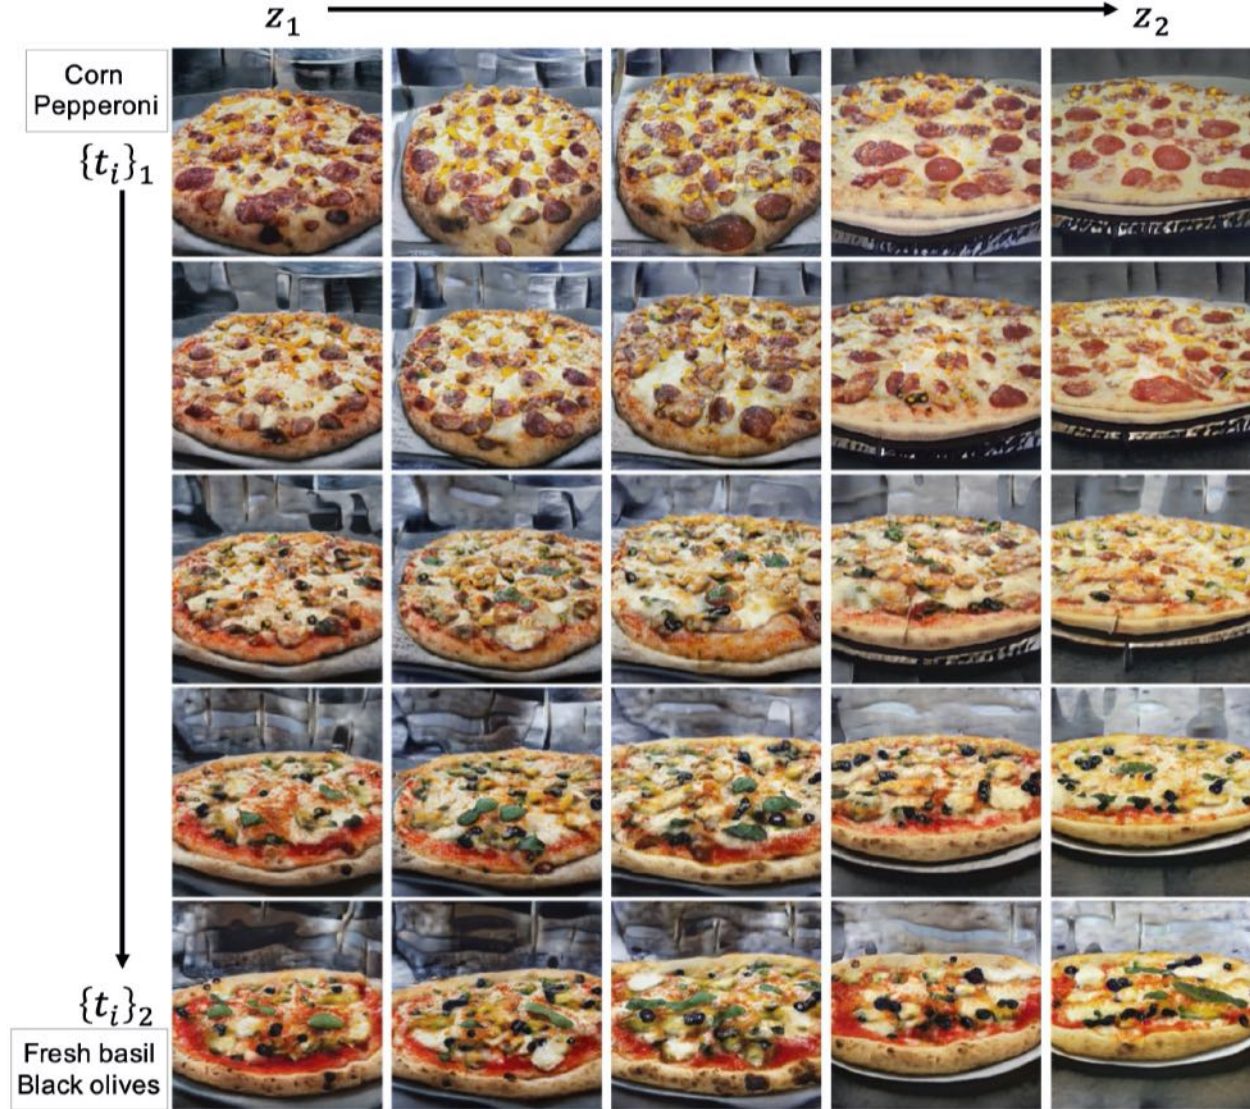 z₁ z₂
Corn
Pepperoni
{tᵢ}₁
{tᵢ}₂
Fresh basil
Black olives